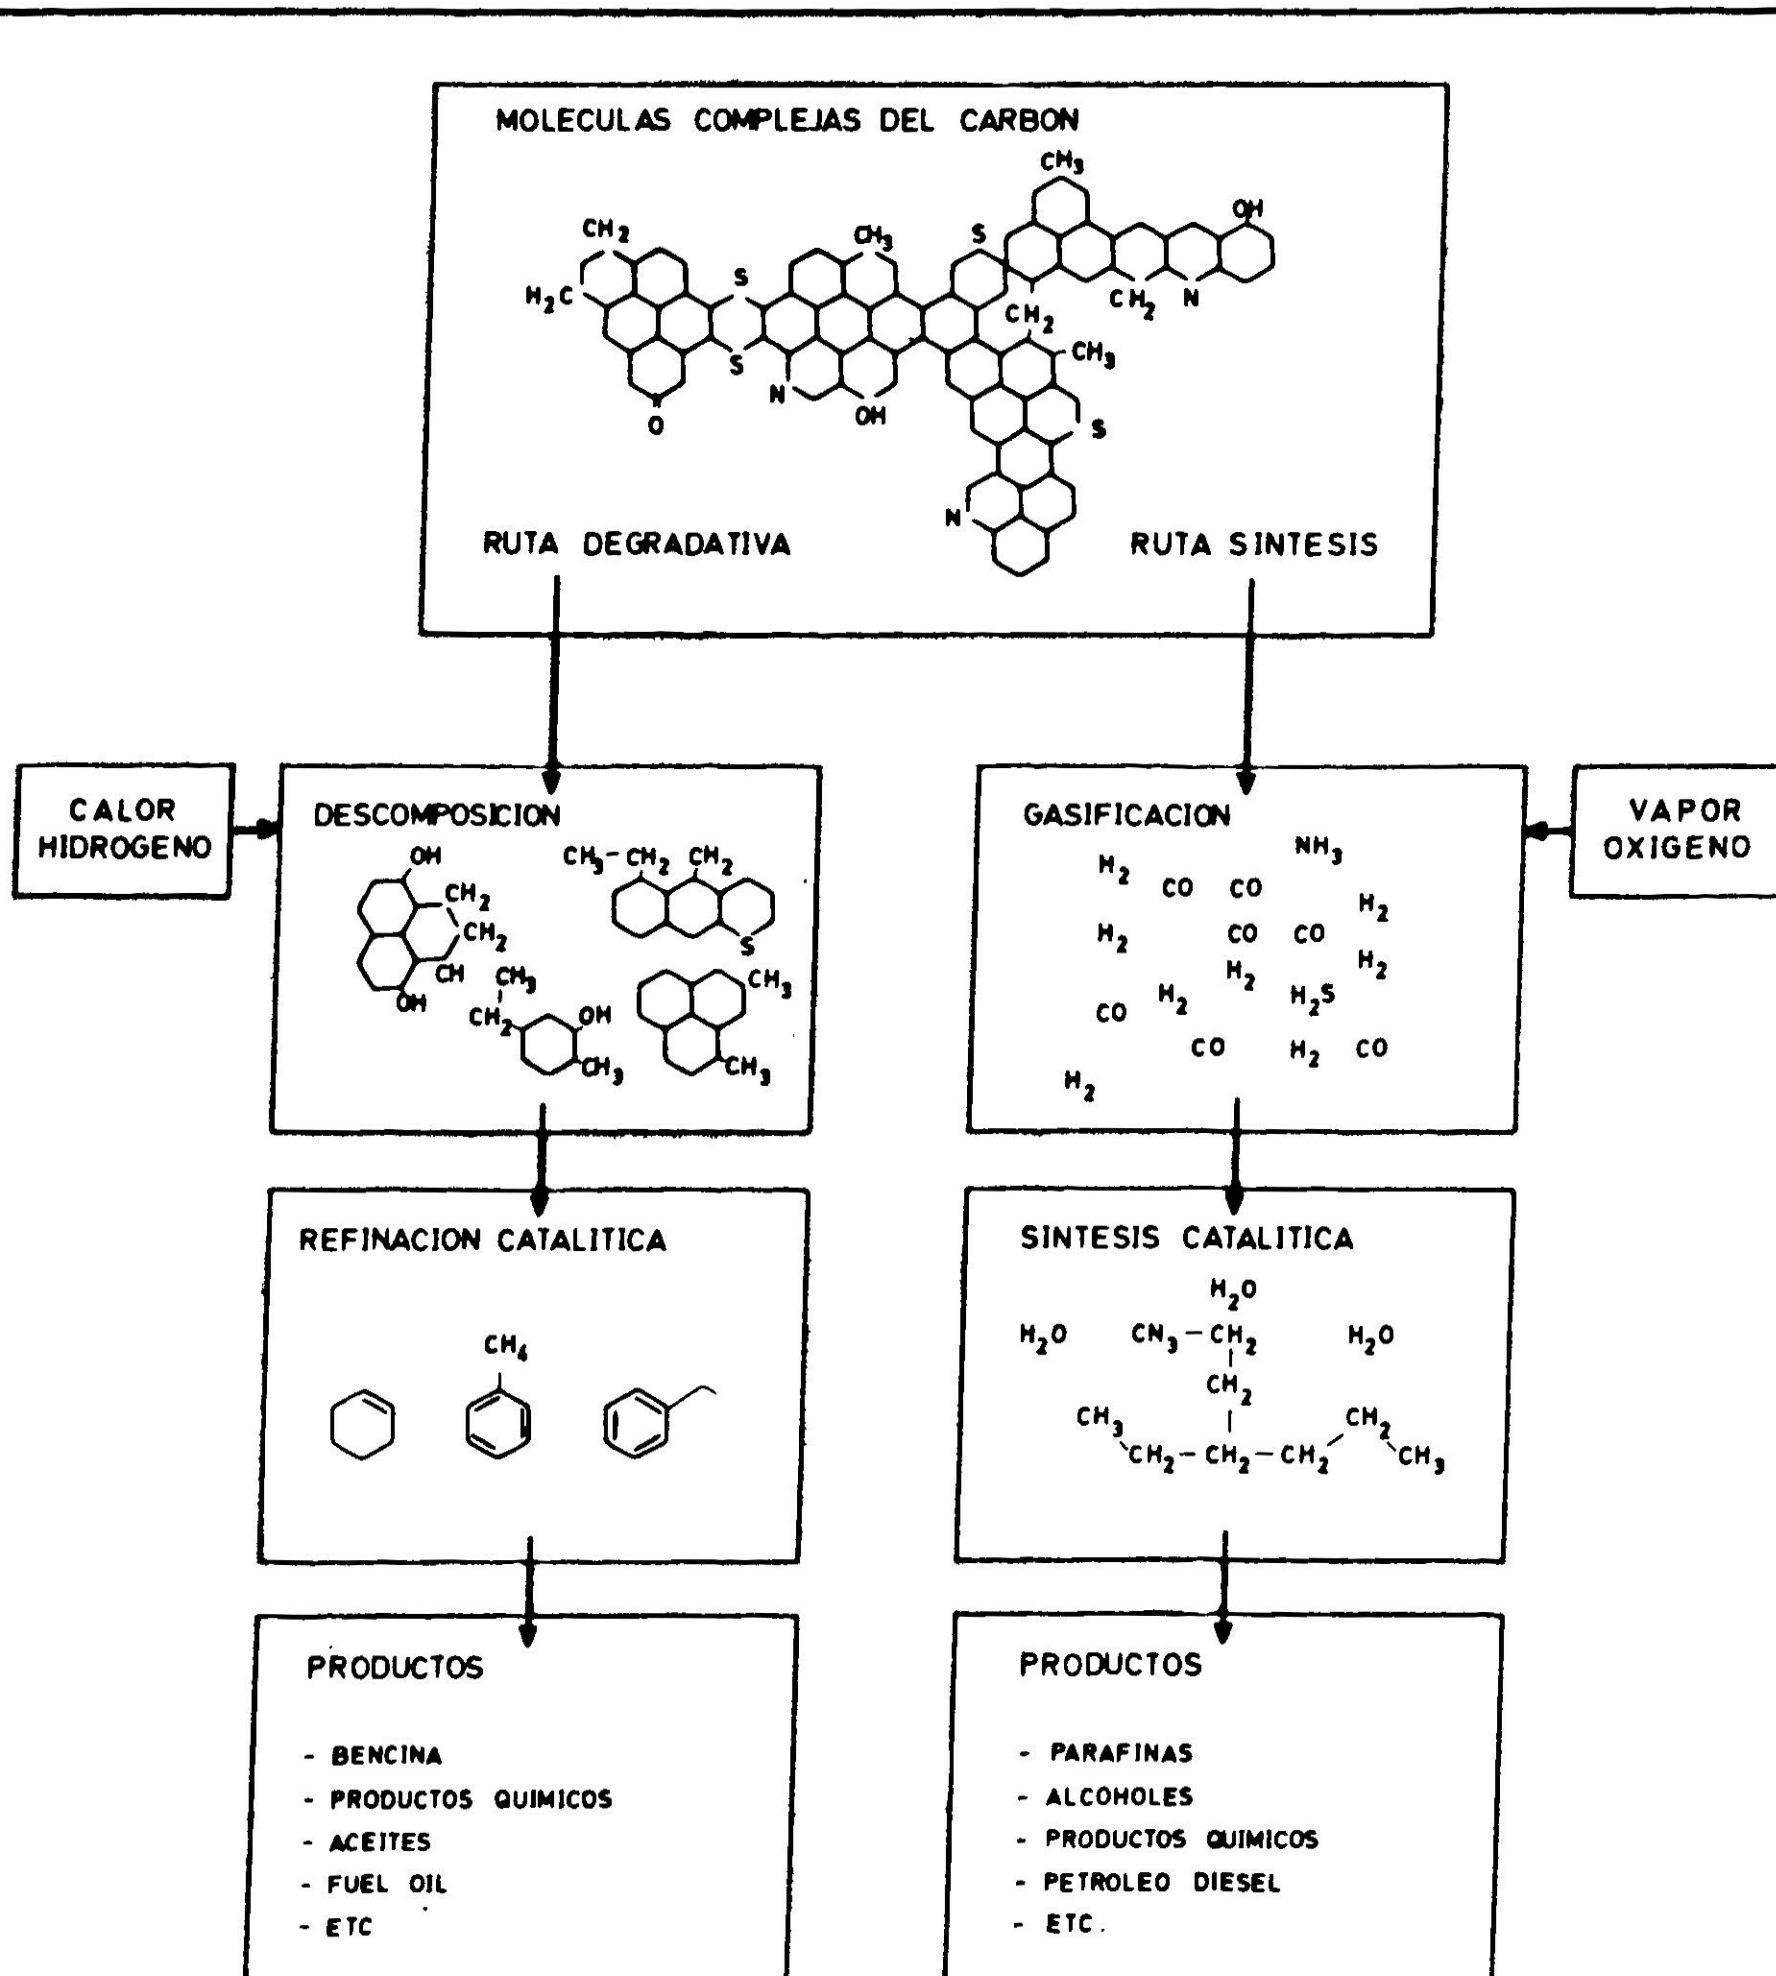 MOLECULAS COMPLEJAS DEL CARBON
CH3
OH
CH2
CH3
S
S
H2C
CH2
N
CH2
S
CH3
N
OH
O
S
N
RUTA DEGRADATIVA
RUTA SINTESIS
CALOR
HIDROGENO
DESCOMPOSICION
OH
CH3-CH2 CH2
CH2
CH2
S
CH
CH3
CH3
OH
CH2
OH
CH3
CH3
GASIFICACION
NH3
H2
CO CO
H2
H2
CO CO
H2
H2
H2
H2S
CO
CO
H2 CO
H2
VAPOR
OXIGENO
REFINACION CATALITICA
CH4
SINTESIS CATALITICA
H2O
H2O CN3-CH2 H2O
CH2
CH3 CH2
CH2-CH2-CH2 CH3
PRODUCTOS
- BENCINA
- PRODUCTOS QUIMICOS
- ACEITES
- FUEL OIL
- ETC
PRODUCTOS
- PARAFINAS
- ALCOHOLES
- PRODUCTOS QUIMICOS
- PETROLEO DIESEL
- ETC.